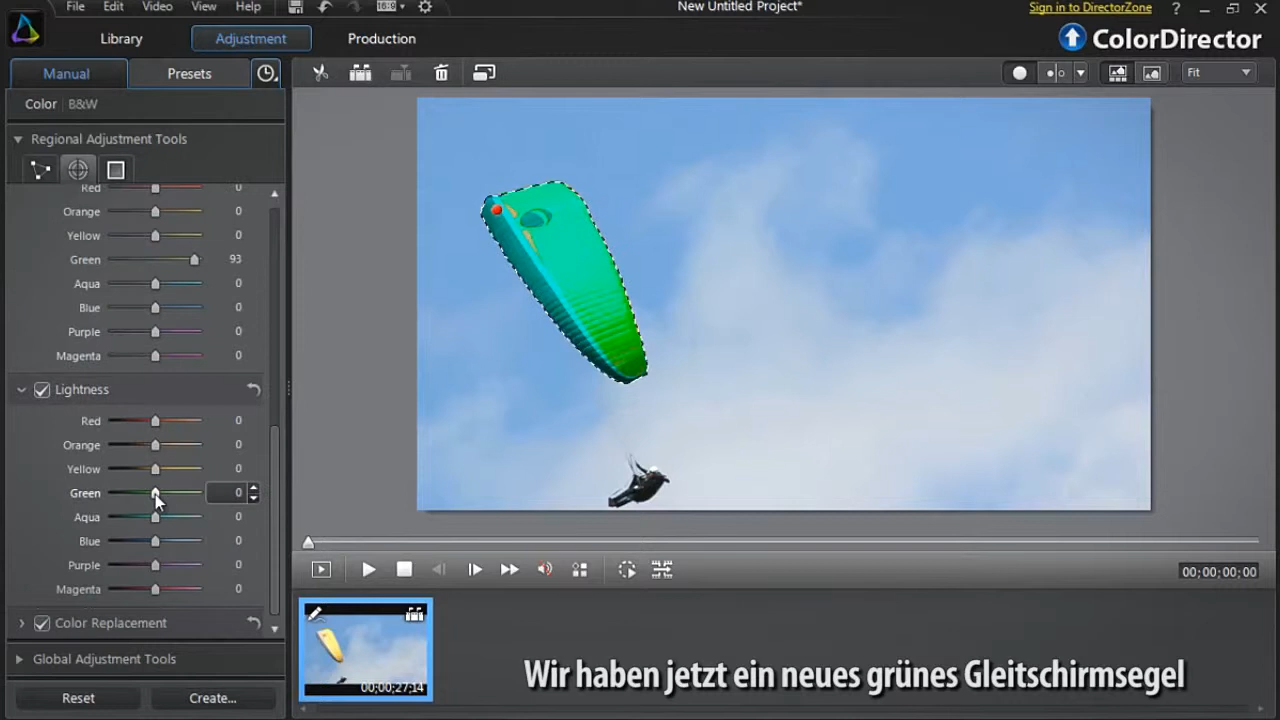 File Edit Video View Help 16:9 New Untitled Project* Sign in to DirectorZone ?
Library Adjustment Production ColorDirector
Manual Presets Fit
Color B&W
Regional Adjustment Tools
Red 0
Orange 0
Yellow 0
Green 93
Aqua 0
Blue 0
Purple 0
Magenta 0
Lightness
Red 0
Orange 0
Yellow 0
Green 0
Aqua 0
Blue 0
Purple 0
Magenta 0
00;00;00;00
Color Replacement
Global Adjustment Tools
Reset Create...
00;00;27;14
Wir haben jetzt ein neues grünes Gleitschirmsegel